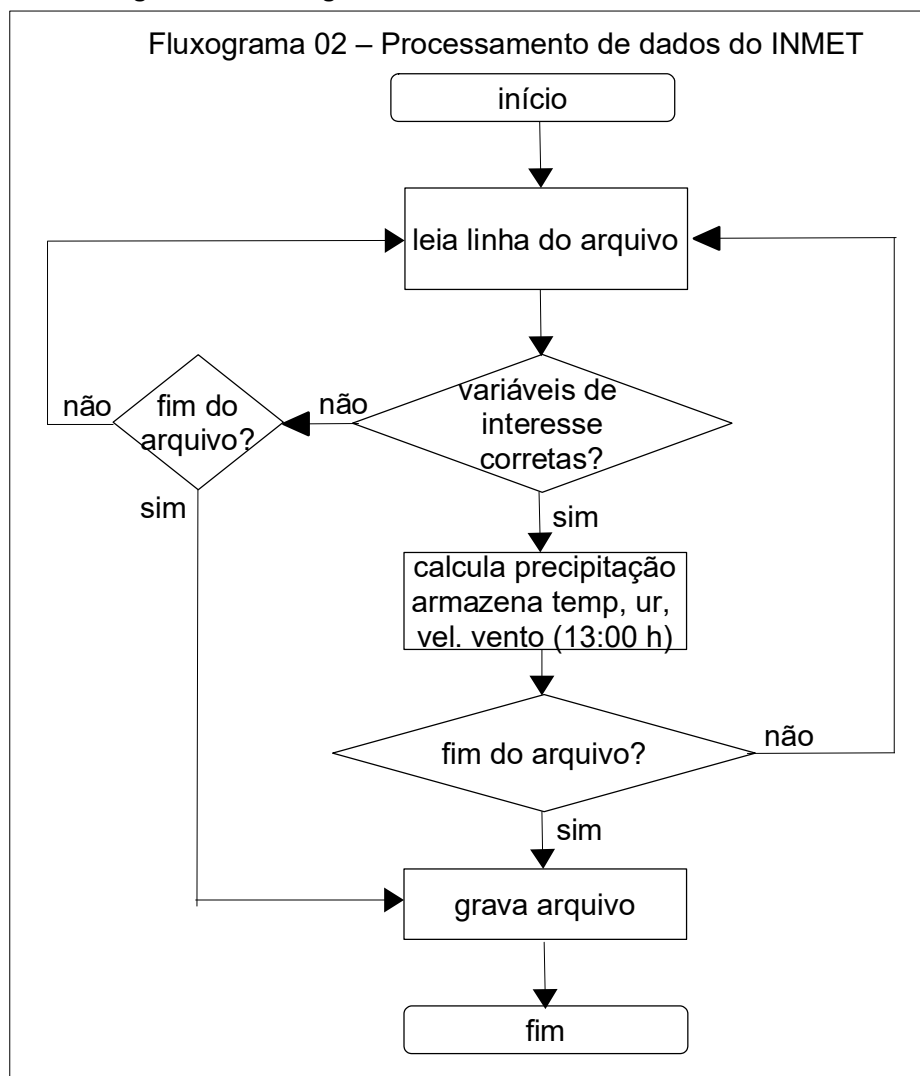 Fluxograma 02 – Processamento de dados do INMET
início
leia linha do arquivo
variáveis de
interesse
corretas?
não
fim do
arquivo?
não
sim
sim
calcula precipitação
armazena temp, ur,
vel. vento (13:00 h)
fim do arquivo?
não
sim
grava arquivo
fim